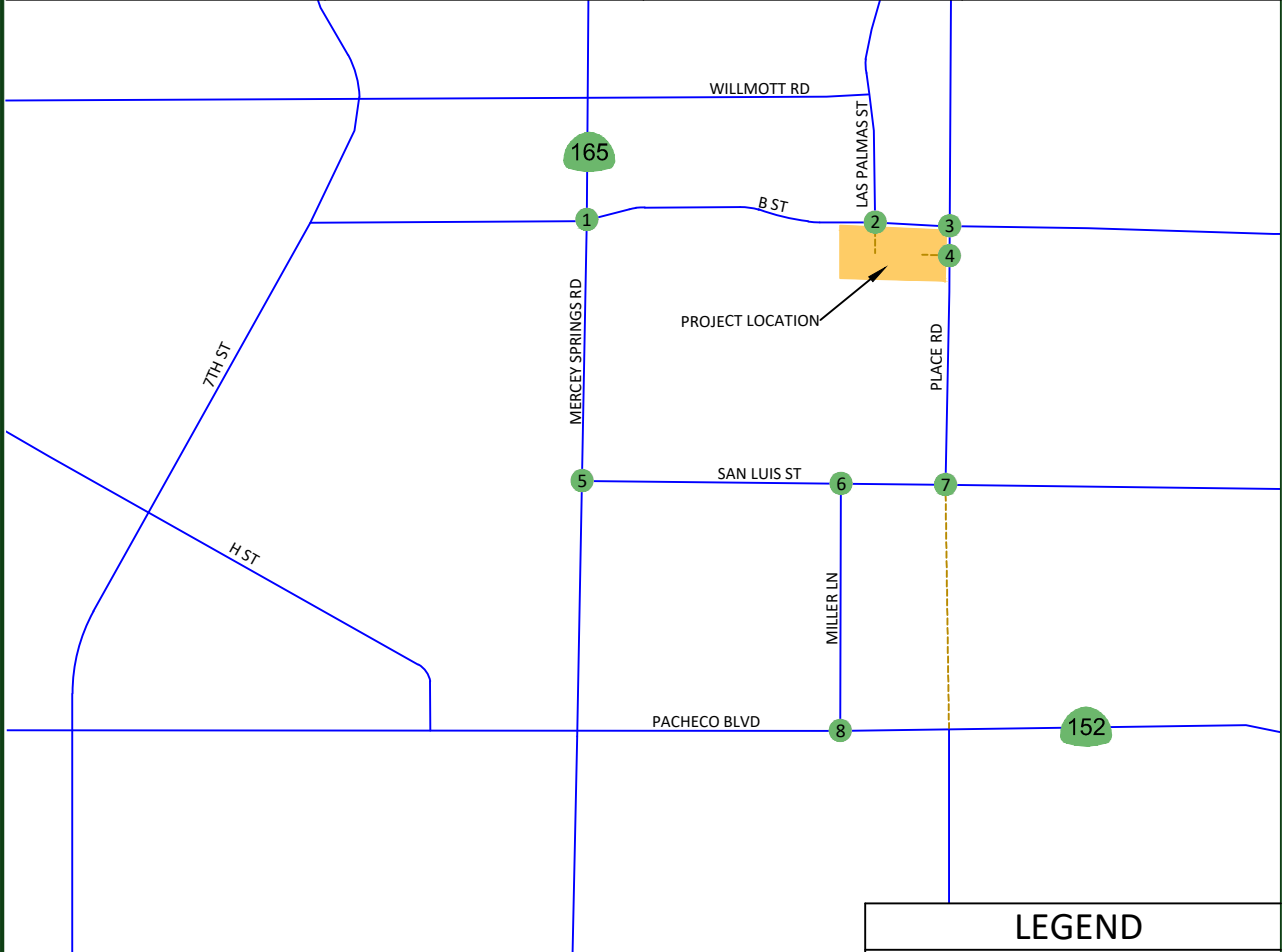 WILLMOTT RD
LAS PALMAS ST
165
B ST
1
2
3
4
PROJECT LOCATION
MERCEY SPRINGS RD
PLACE RD
7TH ST
5
SAN LUIS ST
6
7
H ST
MILLER LN
PACHECO BLVD
8
152
LEGEND